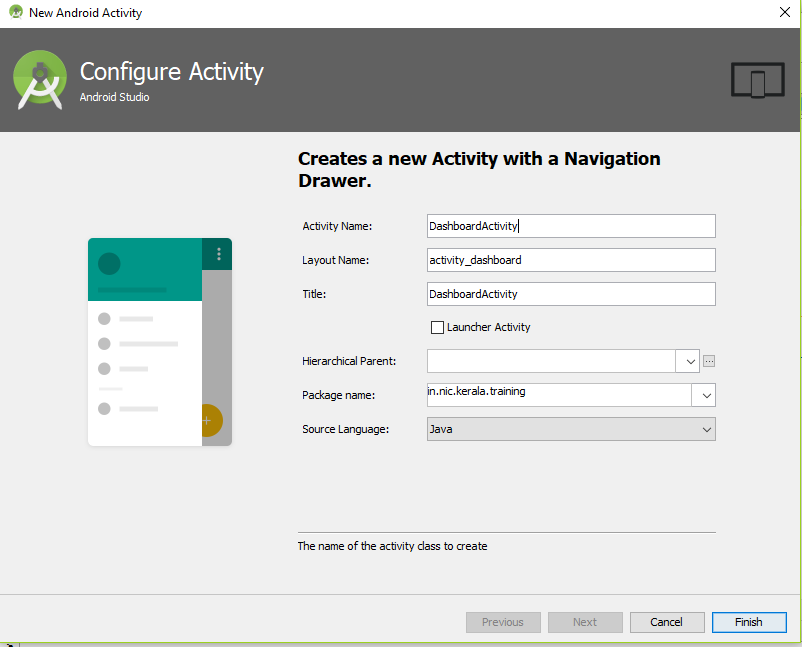 New Android Activity
Configure Activity
Android Studio
Creates a new Activity with a Navigation
Drawer.
Activity Name: DashboardActivity
Layout Name: activity_dashboard
Title: DashboardActivity
Launcher Activity
Hierarchical Parent:
Package name: in.nic.kerala.training
Source Language: Java
The name of the activity class to create
Previous Next Cancel Finish